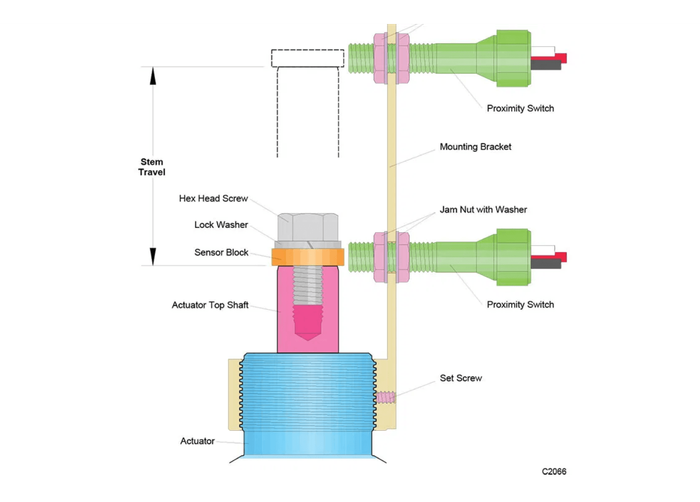 Proximity Switch
Mounting Bracket
Stem
Travel
Hex Head Screw
Jam Nut with Washer
Lock Washer
Sensor Block
Actuator Top Shaft
Proximity Switch
Set Screw
Actuator
C2066